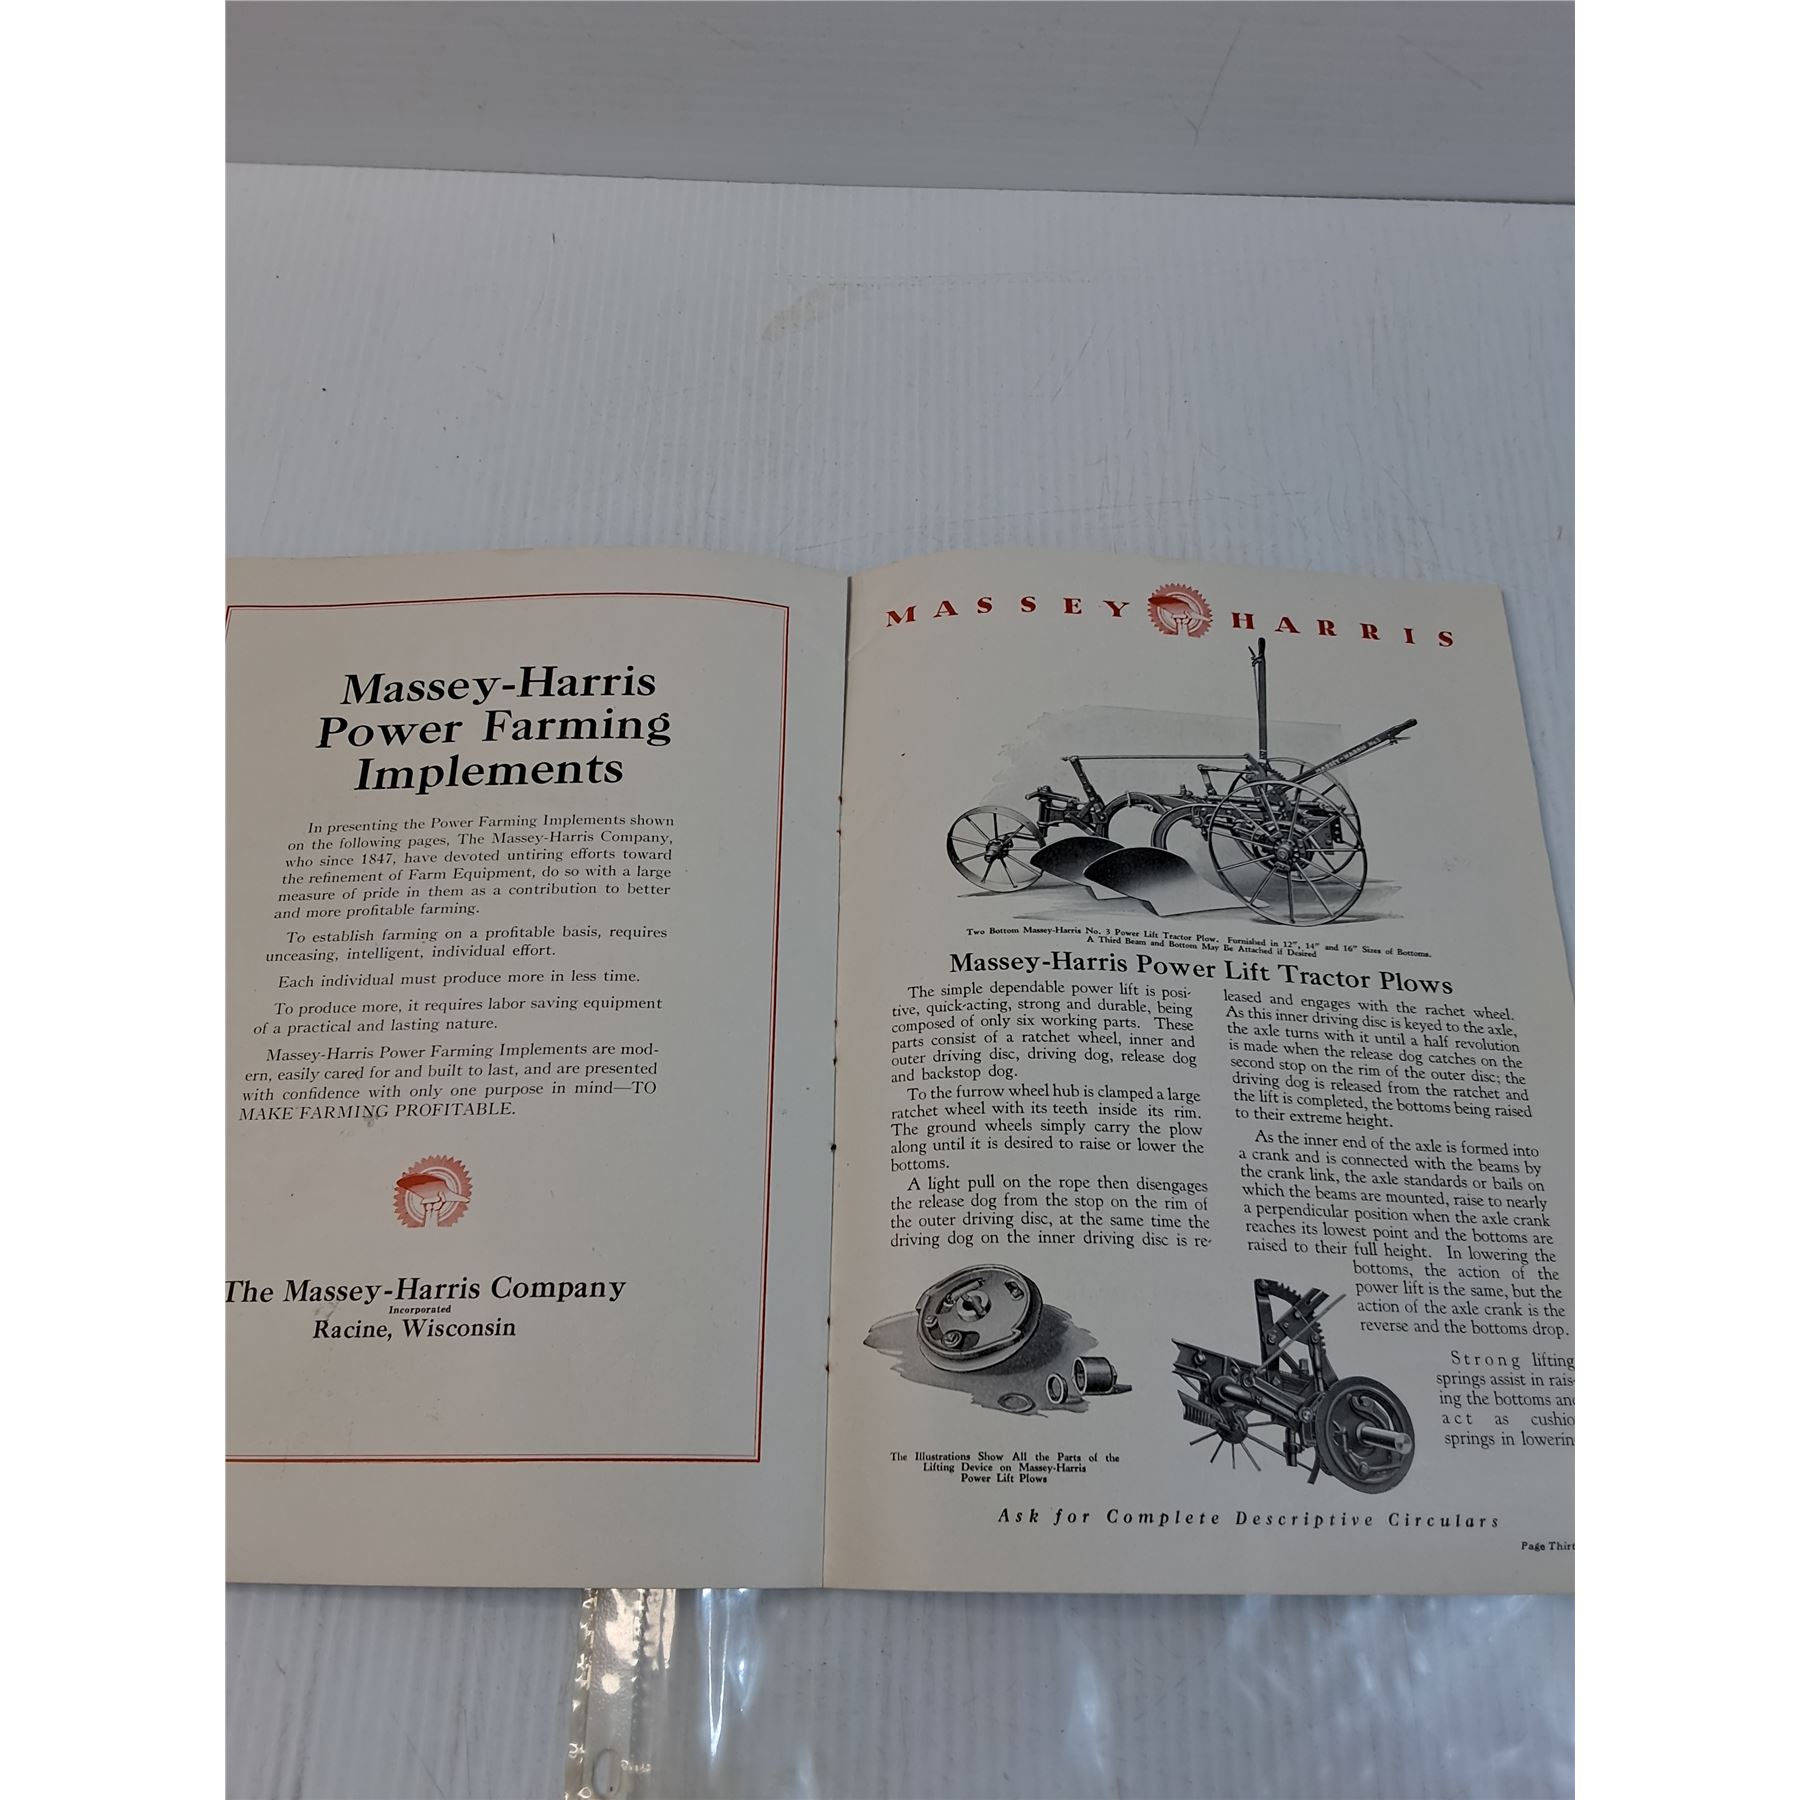 Massey-Harris
Power Farming
Implements
In presenting the Power Farming Implements shown
on the following pages, The Massey-Harris Company,
who since 1847, have devoted untiring efforts toward
the refinement of Farm Equipment, do so with a large
measure of pride in them as a contribution to better
and more profitable farming.
To establish farming on a profitable basis, requires
unceasing, intelligent, individual effort.
Each individual must produce more in less time.
To produce more, it requires labor saving equipment
of a practical and lasting nature.
Massey-Harris Power Farming Implements are mod-
ern, easily cared for and built to last, and are presented
with confidence with only one purpose in mind—TO
MAKE FARMING PROFITABLE.
The Massey-Harris Company
Incorporated
Racine, Wisconsin
MASSEY HARRIS
Two Bottom Massey-Harris No. 3 Power Lift Tractor Plow. Furnished in 12", 14" and 16" Sizes of Bottoms.
A Third Beam and Bottom May Be Attached if Desired
Massey-Harris Power Lift Tractor Plows
The simple dependable power lift is posi-
tive, quick-acting, strong and durable, being
composed of only six working parts. These
parts consist of a ratchet wheel, inner and
outer driving disc, driving dog, release dog
and backstop dog.
To the furrow wheel hub is clamped a large
ratchet wheel with its teeth inside its rim.
The ground wheels simply carry the plow
along until it is desired to raise or lower the
bottoms.
A light pull on the rope then disengages
the release dog from the stop on the rim of
the outer driving disc, at the same time the
driving dog on the inner driving disc is re-
leased and engages with the rachet wheel.
As this inner driving disc is keyed to the axle,
the axle turns with it until a half revolution
is made when the release dog catches on the
second stop on the rim of the outer disc; the
driving dog is released from the ratchet and
the lift is completed, the bottoms being raised
to their extreme height.
As the inner end of the axle is formed into
a crank and is connected with the beams by
the crank link, the axle standards or bails on
which the beams are mounted, raise to nearly
a perpendicular position when the axle crank
reaches its lowest point and the bottoms are
raised to their full height. In lowering the
bottoms, the action of the
power lift is the same, but the
action of the axle crank is the
reverse and the bottoms drop.
Strong lifting
springs assist in rais-
ing the bottoms and
act as cushio
springs in lowerin
The Illustrations Show All the Parts of the
Lifting Device on Massey-Harris
Power Lift Plows
Ask for Complete Descriptive Circulars
Page Thirt